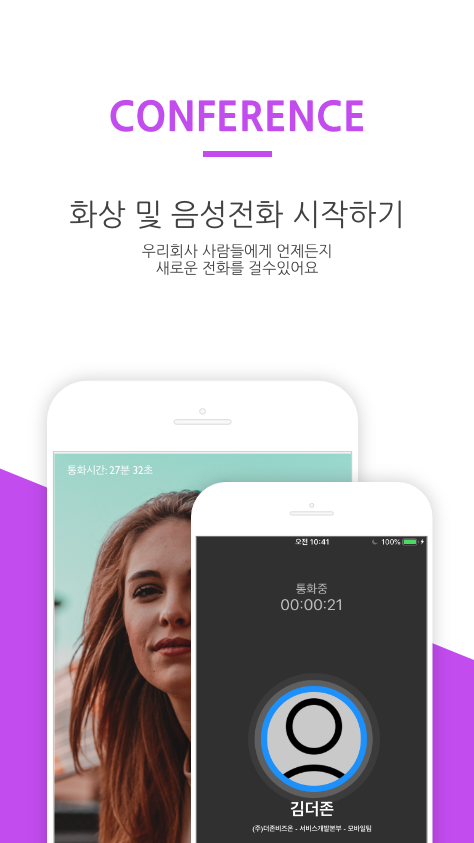 CONFERENCE
화상 및 음성전화 시작하기
우리회사 사람들에게 언제든지
새로운 전화를 걸수있어요
통화시간: 27분 32초
오전 10:41
100%
통화중
00:00:21
김더존
(주)더존비즈온 - 서비스개발본부 - 모바일팀